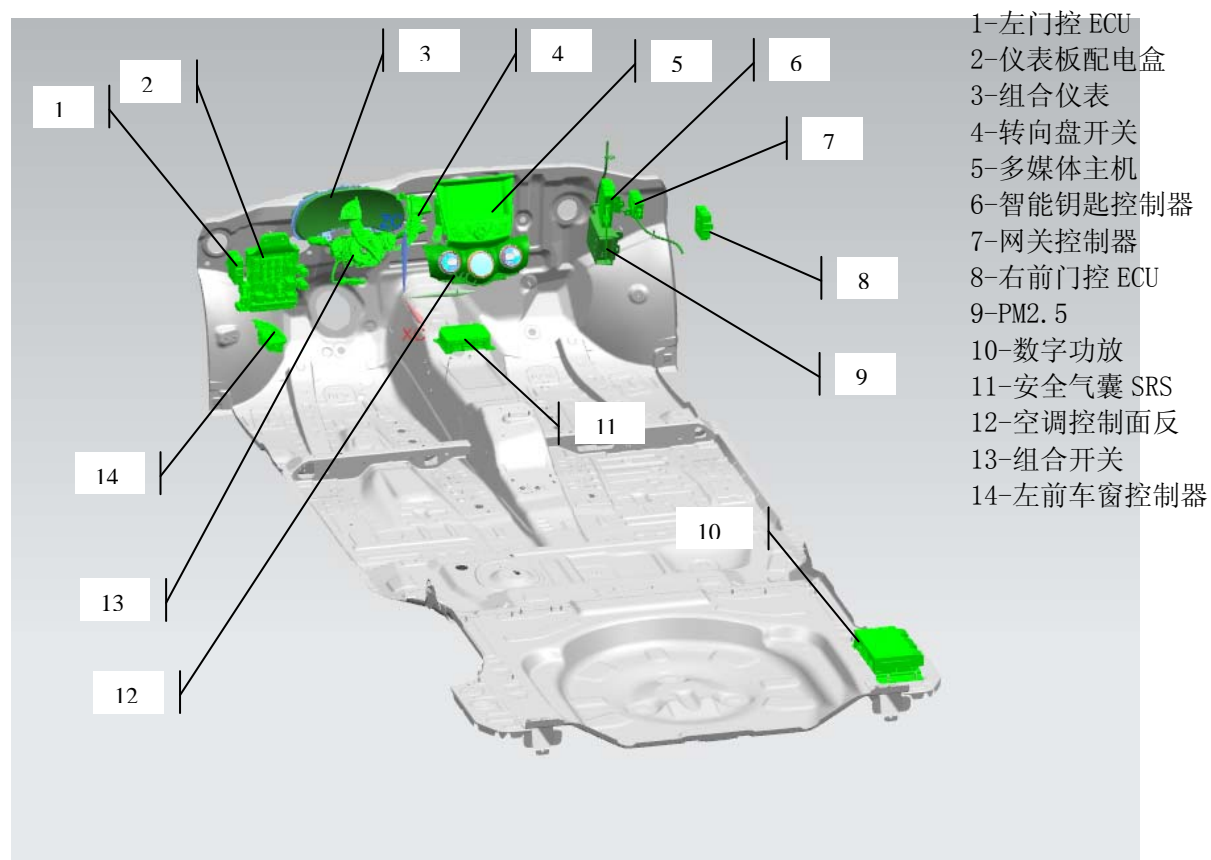 1-左门控 ECU
2-仪表板配电盒
3-组合仪表
4-转向盘开关
5-多媒体主机
6-智能钥匙控制器
7-网关控制器
8-右前门控 ECU
9-PM2.5
10-数字功放
11-安全气囊 SRS
12-空调控制面反
13-组合开关
14-左前车窗控制器
1
2
3
4
5
6
7
8
9
10
11
12
13
14
XC
ZC